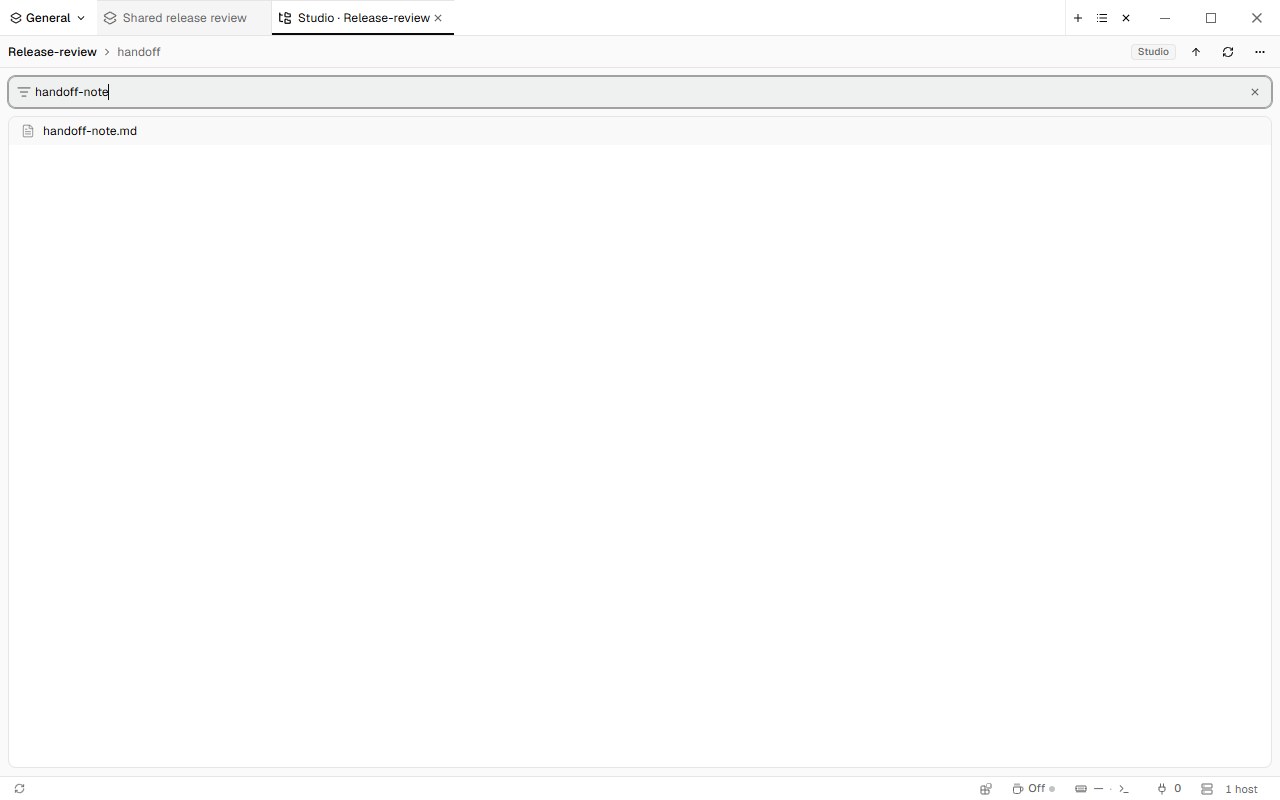 General
Shared release review
Studio · Release-review
Release-review > handoff
Studio
handoff-note
handoff-note.md
Off
0
1 host